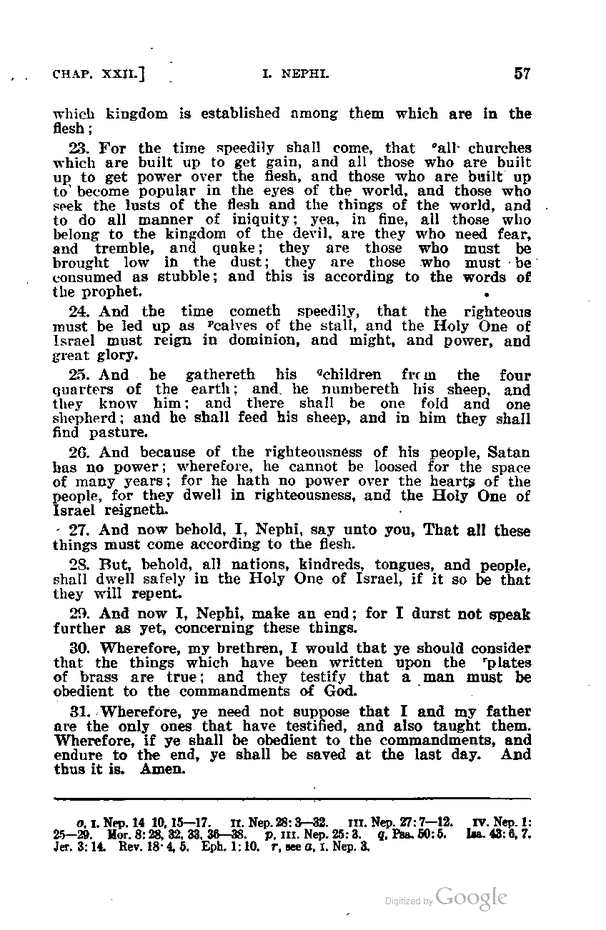 CHAP. XXII.] I. NEPHI. 57
which kingdom is established among them which are in the
flesh;
23. For the time speedily shall come, that ᵒall churches
which are built up to get gain, and all those who are built
up to get power over the flesh, and those who are built up
to become popular in the eyes of the world, and those who
seek the lusts of the flesh and the things of the world, and
to do all manner of iniquity; yea, in fine, all those who
belong to the kingdom of the devil, are they who need fear,
and tremble, and quake; they are those who must be
brought low in the dust; they are those who must be
consumed as stubble; and this is according to the words of
the prophet.
24. And the time cometh speedily, that the righteous
must be led up as ᵖcalves of the stall, and the Holy One of
Israel must reign in dominion, and might, and power, and
great glory.
25. And he gathereth his ᑫchildren from the four
quarters of the earth; and he numbereth his sheep, and
they know him; and there shall be one fold and one
shepherd; and he shall feed his sheep, and in him they shall
find pasture.
26. And because of the righteousness of his people, Satan
has no power; wherefore, he cannot be loosed for the space
of many years; for he hath no power over the hearts of the
people, for they dwell in righteousness, and the Holy One of
Israel reigneth.
27. And now behold, I, Nephi, say unto you, That all these
things must come according to the flesh.
28. But, behold, all nations, kindreds, tongues, and people,
shall dwell safely in the Holy One of Israel, if it so be that
they will repent.
29. And now I, Nephi, make an end; for I durst not speak
further as yet, concerning these things.
30. Wherefore, my brethren, I would that ye should consider
that the things which have been written upon the ʳplates
of brass are true; and they testify that a man must be
obedient to the commandments of God.
31. Wherefore, ye need not suppose that I and my father
are the only ones that have testified, and also taught them.
Wherefore, if ye shall be obedient to the commandments, and
endure to the end, ye shall be saved at the last day. And
thus it is. Amen.
o, I. Nep. 14 10, 15—17. II. Nep. 28: 3—32. III. Nep. 27: 7—12. IV. Nep. 1:
25—29. Mor. 8: 28, 32, 33, 36—38. p, III. Nep. 25: 3. q, Psa. 50: 5. Isa. 43: 6, 7.
Jer. 3: 14. Rev. 18: 4, 5. Eph. 1: 10. r, see a, I. Nep. 3.
Digitized by Google